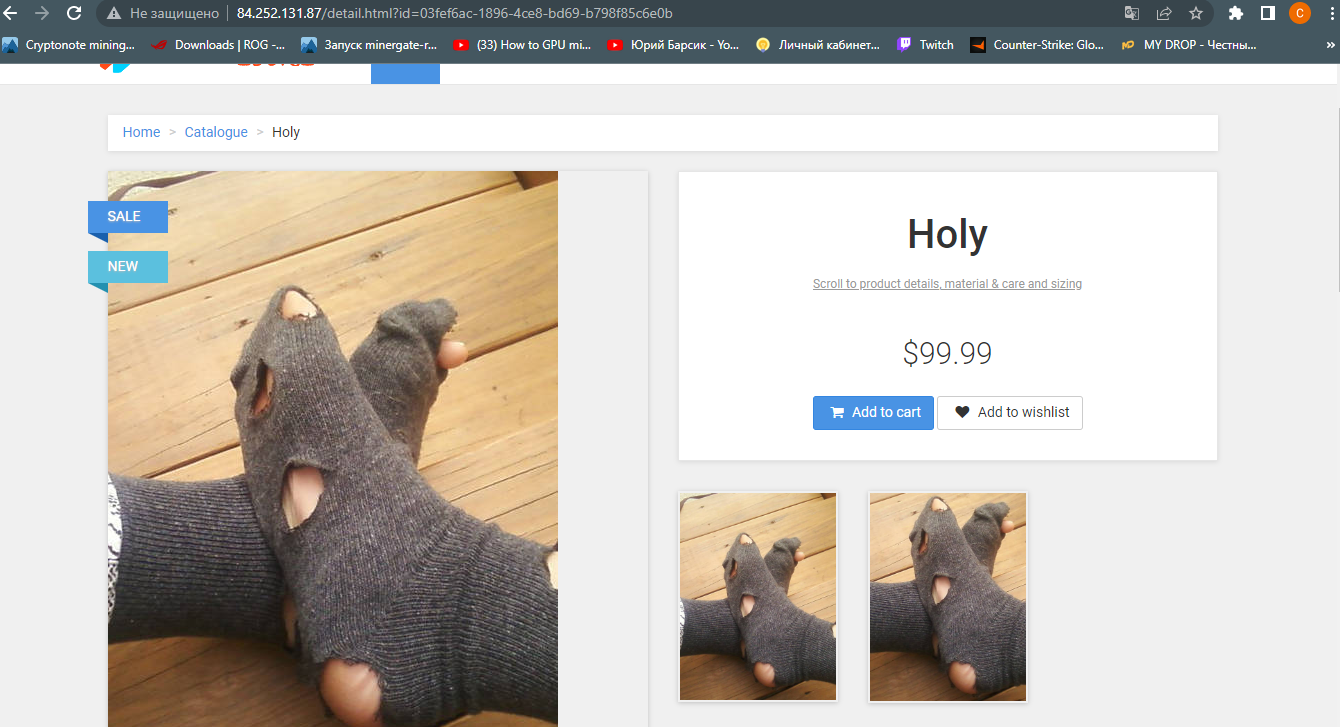 Не защищено 84.252.131.87/detail.html?id=03fef6ac-1896-4ce8-bd69-b798f85c6e0b C
Cryptonote mining... Downloads | ROG -... Запуск minergate-r... (33) How to GPU mi... Юрий Барсик - Yo... Личный кабинет... Twitch Counter-Strike: Glo... MY DROP - Честны... »
Home > Catalogue > Holy
SALE
NEW
Holy
Scroll to product details, material & care and sizing
$99.99
Add to cart Add to wishlist